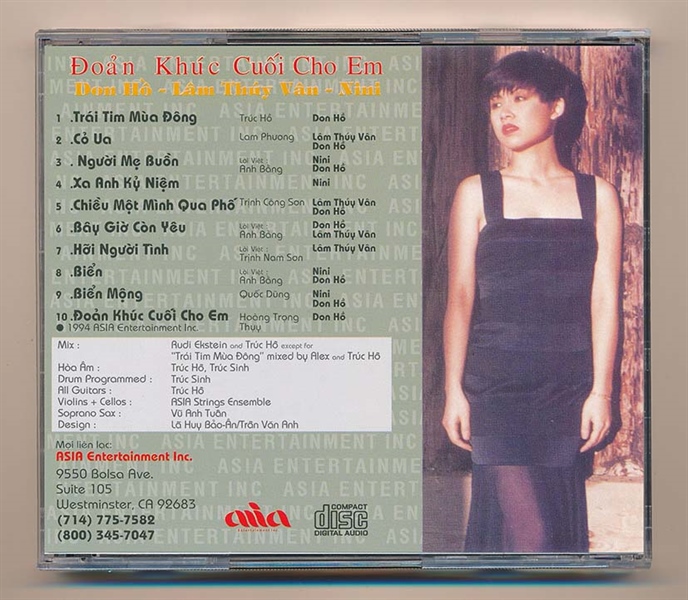 Đoản Khúc Cuối Cho Em
Don Hồ - Lâm Thúy Vân - Nini
1 .Trái Tim Mùa Đông Trúc Hồ Don Hồ
2 .Cỏ Úa Lam Phương Lâm Thúy Vân
Don Hồ
3 .Người Mẹ Buồn Lời Việt : Nini
Anh Bằng Don Hồ
4 .Xa Anh Kỷ Niệm Nini
5 .Chiều Một Mình Qua Phố Trịnh Công Sơn Lâm Thúy Vân
Don Hồ
6 .Bây Giờ Còn Yêu Lời Việt : Don Hồ
Anh Bằng Lâm Thúy Vân
7 .Hỡi Người Tình Lời Việt : Lâm Thúy Vân
Trịnh Nam Sơn
8 .Biển Lời Việt : Nini
Anh Bằng Don Hồ
9 .Biển Mộng Quốc Dũng Nini
Don Hồ
10 .Đoản Khúc Cuối Cho Em Hoàng Trọng Don Hồ
Thụy
℗ 1994 ASIA Entertainment Inc.
Mix : Rudi Ekstein and Trúc Hồ except for
"Trái Tim Mùa Đông" mixed by Alex and Trúc Hồ
Hòa Âm : Trúc Hồ, Trúc Sinh
Drum Programmed : Trúc Sinh
All Guitars : Trúc Hồ
Violins + Cellos : ASIA Strings Ensemble
Soprano Sax : Vũ Anh Tuấn
Design : Lã Huy Bảo-Ân/Trần Vân Anh
Mọi liên lạc:
ASIA Entertainment Inc.
9550 Bolsa Ave.
Suite 105
Westminster, CA 92683
(714) 775-7582
(800) 345-7047
asia
ENTERTAINMENT INC.
COMPACT
disc
DIGITAL AUDIO